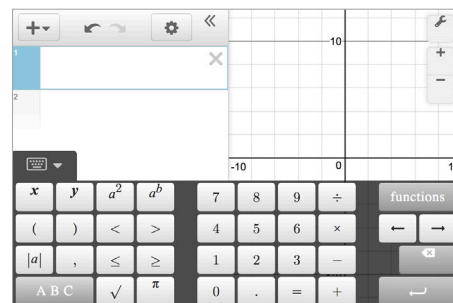 +
«
1
×
2
10
+
−
-10 0 1
x y a² aᵇ 7 8 9 ÷ functions
( ) < > 4 5 6 × ← →
|a| , ≤ ≥ 1 2 3 −
A B C √ π 0 . = +